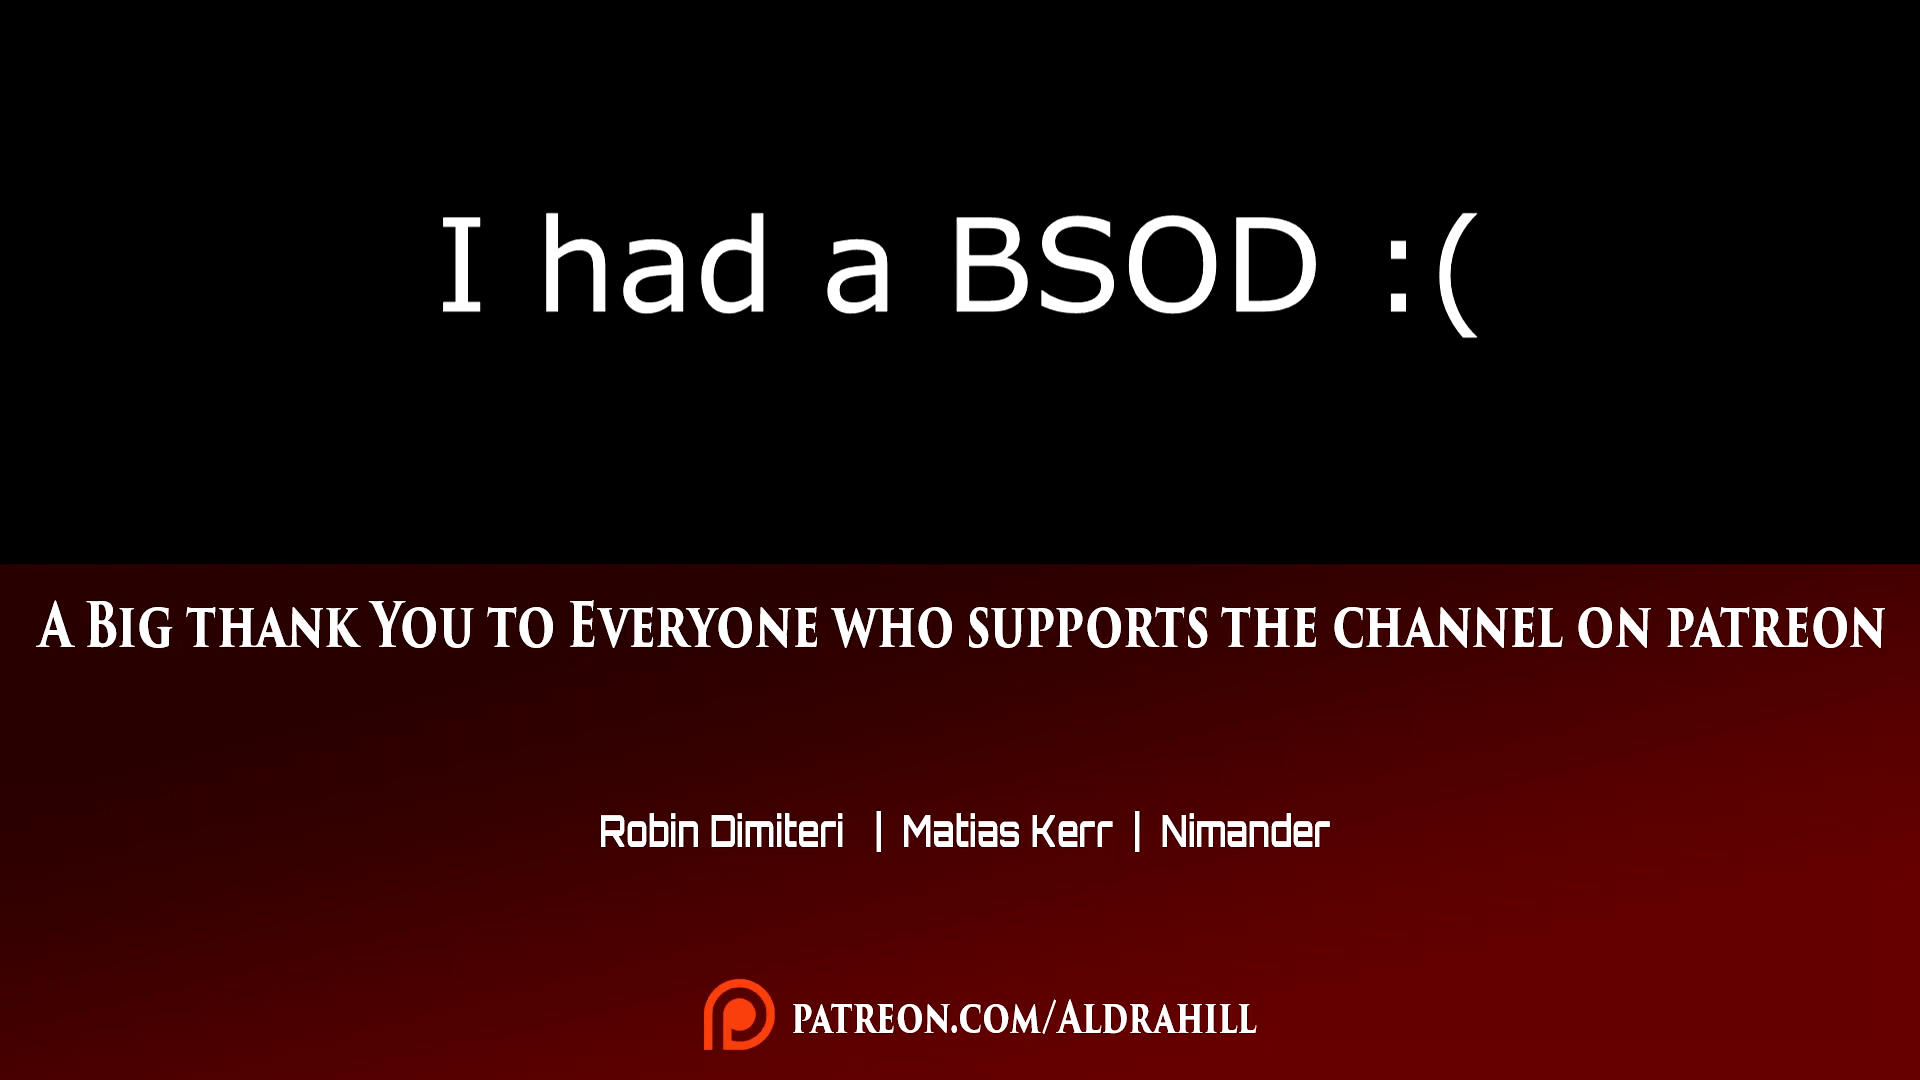 I had a BSOD :(
A Big thank You to Everyone who supports the channel on patreon
Robin Dimiteri | Matias Kerr | Nimander
patreon.com/Aldrahill